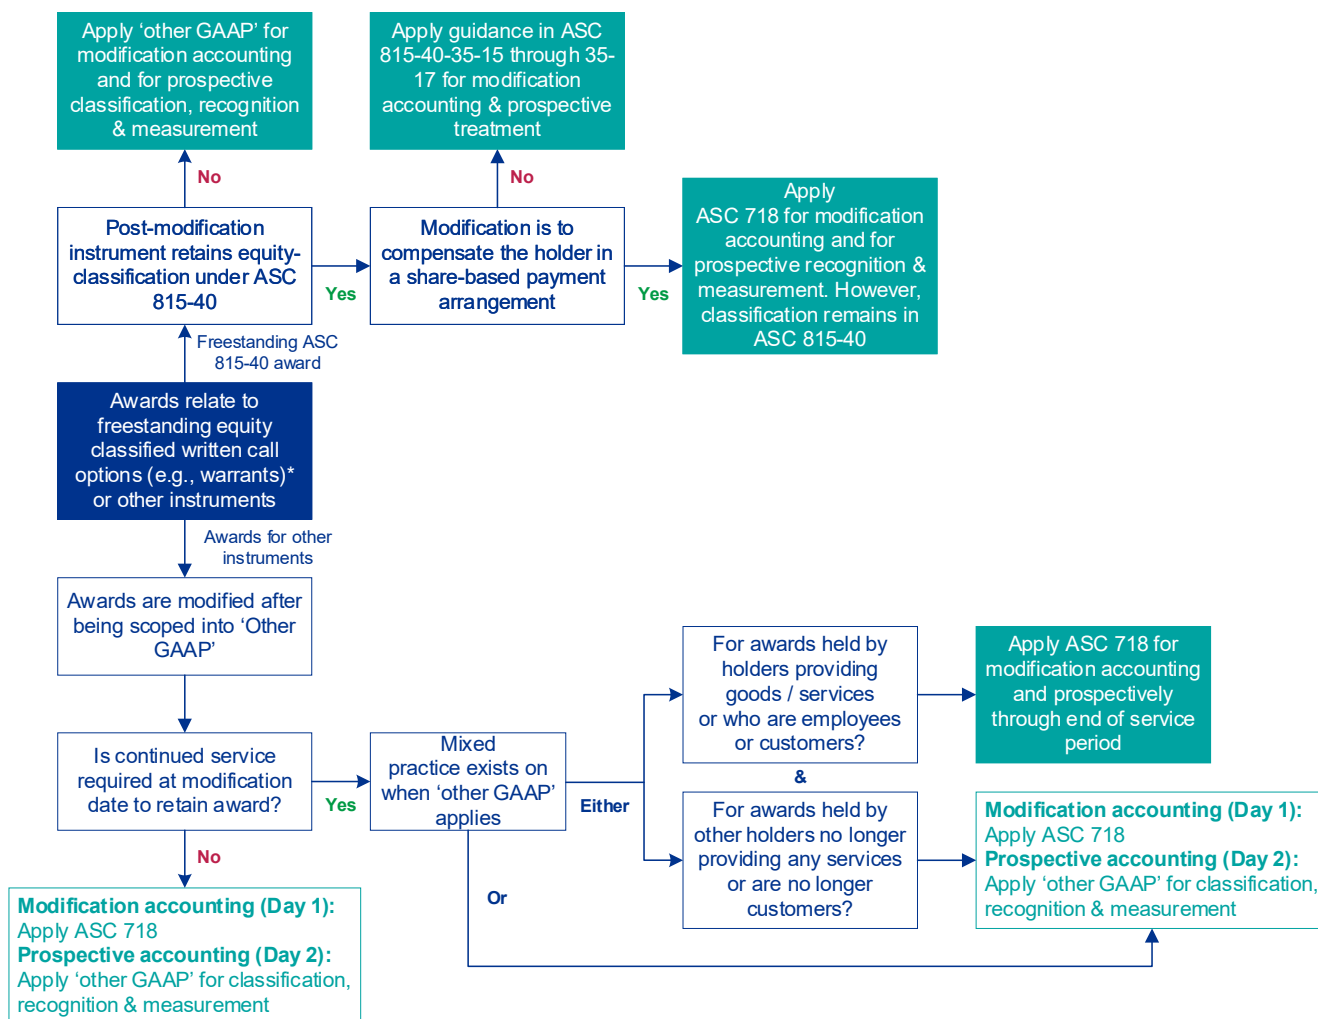 Apply ‘other GAAP’ for
modification accounting
and for prospective
classification, recognition
& measurement
Apply guidance in ASC
815-40-35-15 through 35-
17 for modification
accounting & prospective
treatment
No
No
Post-modification
instrument retains equity-
classification under ASC
815-40
Yes
Modification is to
compensate the holder in
a share-based payment
arrangement
Yes
Apply
ASC 718 for modification
accounting and for
prospective recognition &
measurement. However,
classification remains in
ASC 815-40
Freestanding ASC
815-40 award
Awards relate to
freestanding equity
classified written call
options (e.g., warrants)*
or other instruments
Awards for other
instruments
Awards are modified after
being scoped into ‘Other
GAAP’
Is continued service
required at modification
date to retain award?
Yes
Mixed
practice exists on
when ‘other GAAP’
applies
Either
For awards held by
holders providing
goods / services
or who are employees
or customers?
Apply ASC 718 for
modification accounting
and prospectively
through end of service
period
&
For awards held by
other holders no longer
providing any services
or are no longer
customers?
Modification accounting (Day 1):
Apply ASC 718
Prospective accounting (Day 2):
Apply ‘other GAAP’ for classification,
recognition & measurement
No
Or
Modification accounting (Day 1):
Apply ASC 718
Prospective accounting (Day 2):
Apply ‘other GAAP’ for classification,
recognition & measurement